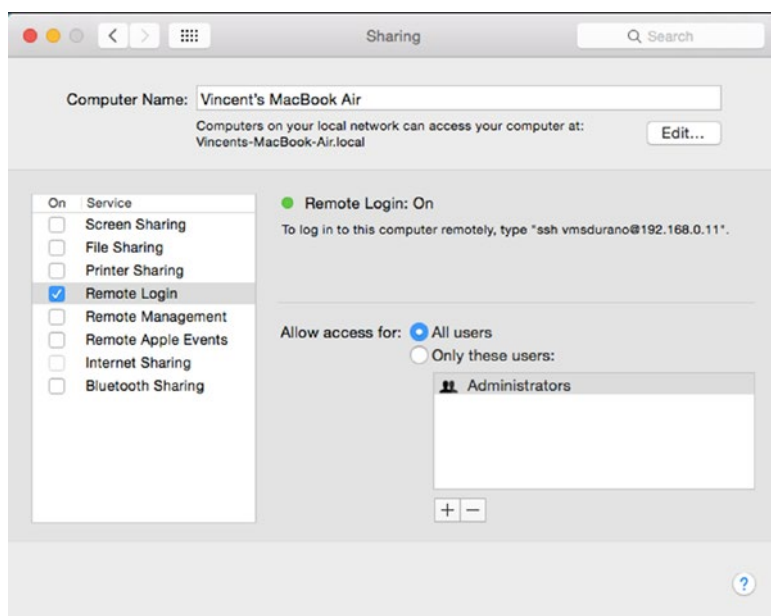 Sharing
Search
Computer Name: Vincent's MacBook Air
Computers on your local network can access your computer at:
Vincents-MacBook-Air.local
Edit...
On Service
Screen Sharing
File Sharing
Printer Sharing
Remote Login
Remote Management
Remote Apple Events
Internet Sharing
Bluetooth Sharing
Remote Login: On
To log in to this computer remotely, type "ssh vmsdurano@192.168.0.11".
Allow access for: All users
Only these users:
Administrators
+ −
?